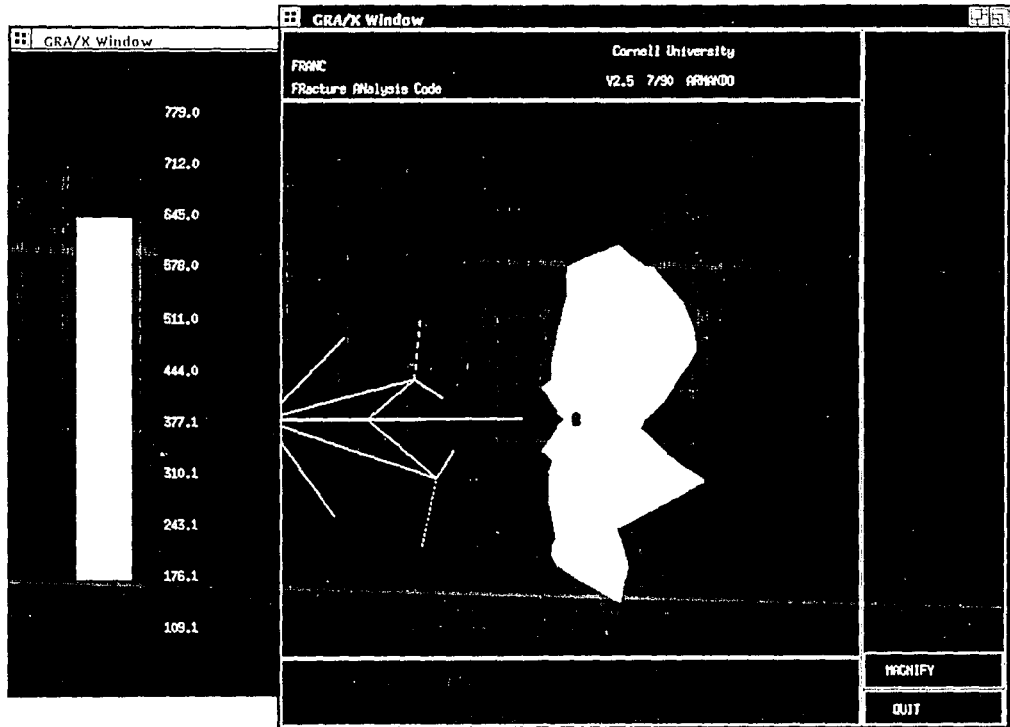 GRA/X Window
GRA/X Window
Cornell University
FRANC
V2.5 7/90 ARMANDO
FRacture ANalysis Code
779.0
712.0
645.0
578.0
511.0
444.0
377.1
310.1
243.1
176.1
109.1
MAGNIFY
QUIT